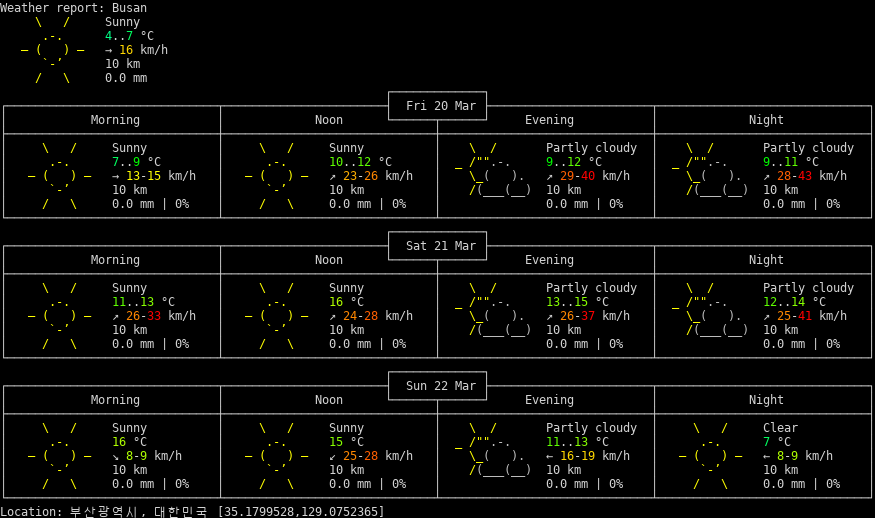 Weather report: Busan
Sunny
4..7 °C
→ 16 km/h
10 km
0.0 mm
Fri 20 Mar
Morning Noon Evening Night
Sunny Sunny Partly cloudy Partly cloudy
7..9 °C 10..12 °C 9..12 °C 9..11 °C
→ 13-15 km/h ↗ 23-26 km/h ↗ 29-40 km/h ↗ 28-43 km/h
10 km 10 km 10 km 10 km
0.0 mm | 0% 0.0 mm | 0% 0.0 mm | 0% 0.0 mm | 0%
Sat 21 Mar
Morning Noon Evening Night
Sunny Sunny Partly cloudy Partly cloudy
11..13 °C 16 °C 13..15 °C 12..14 °C
↗ 26-33 km/h ↗ 24-28 km/h ↗ 26-37 km/h ↗ 25-41 km/h
10 km 10 km 10 km 10 km
0.0 mm | 0% 0.0 mm | 0% 0.0 mm | 0% 0.0 mm | 0%
Sun 22 Mar
Morning Noon Evening Night
Sunny Sunny Partly cloudy Clear
16 °C 15 °C 11..13 °C 7 °C
↘ 8-9 km/h ↙ 25-28 km/h ← 16-19 km/h ← 8-9 km/h
10 km 10 km 10 km 10 km
0.0 mm | 0% 0.0 mm | 0% 0.0 mm | 0% 0.0 mm | 0%
Location: 부산광역시, 대한민국 [35.1799528,129.0752365]